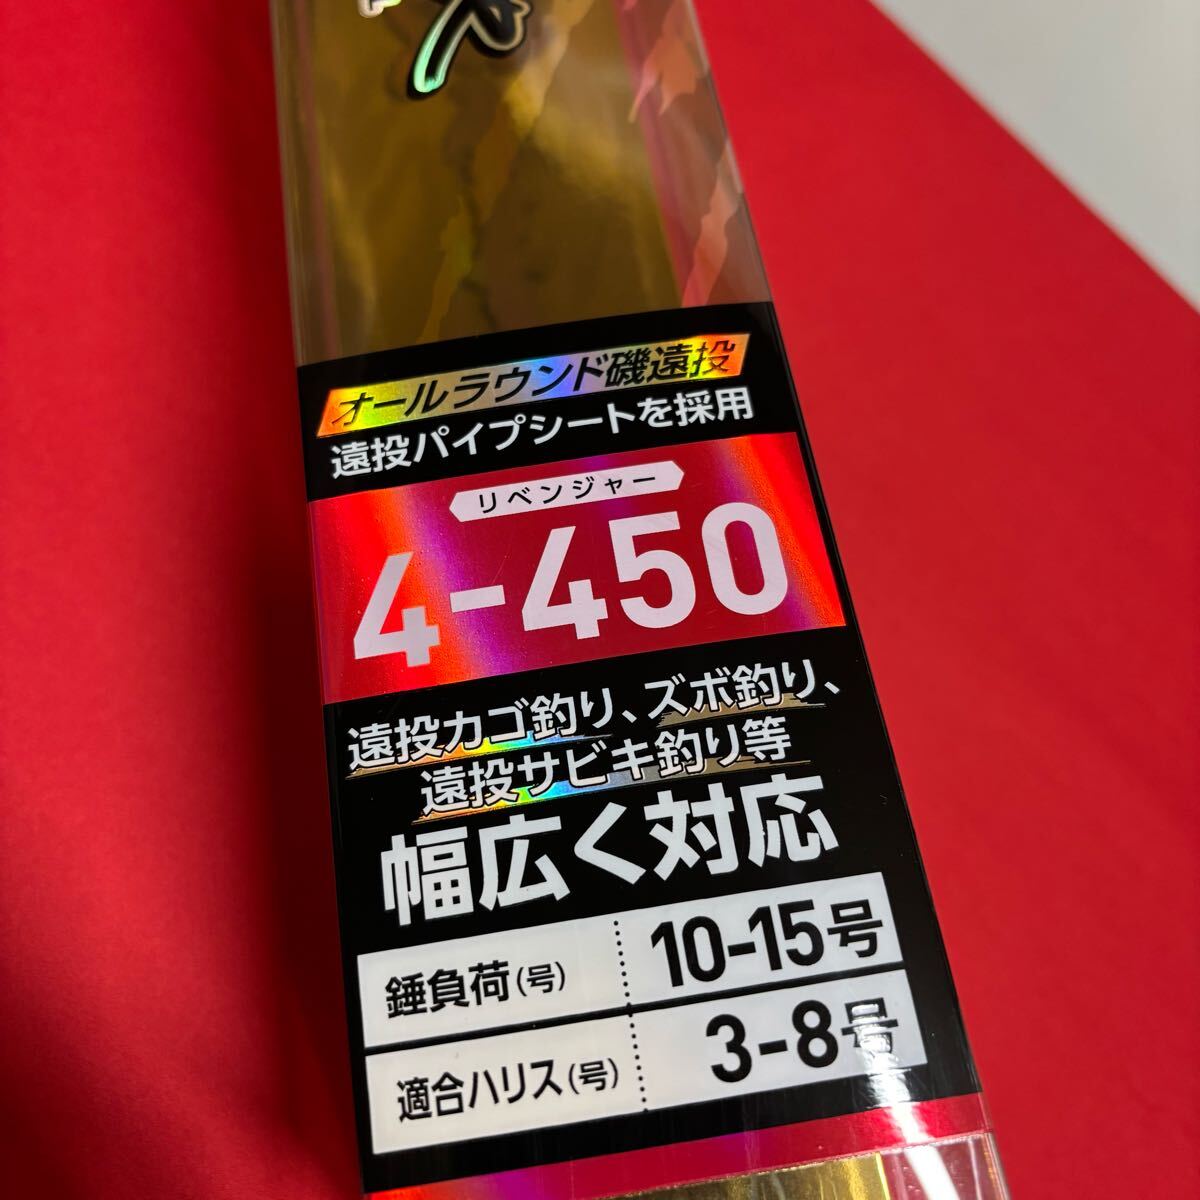 オールラウンド磯遠投
遠投パイプシートを採用
リベンジャー
4-450
遠投カゴ釣り、ズボ釣り、
遠投サビキ釣り等
幅広く対応
錘負荷(号) 10-15号
適合ハリス(号) 3-8号